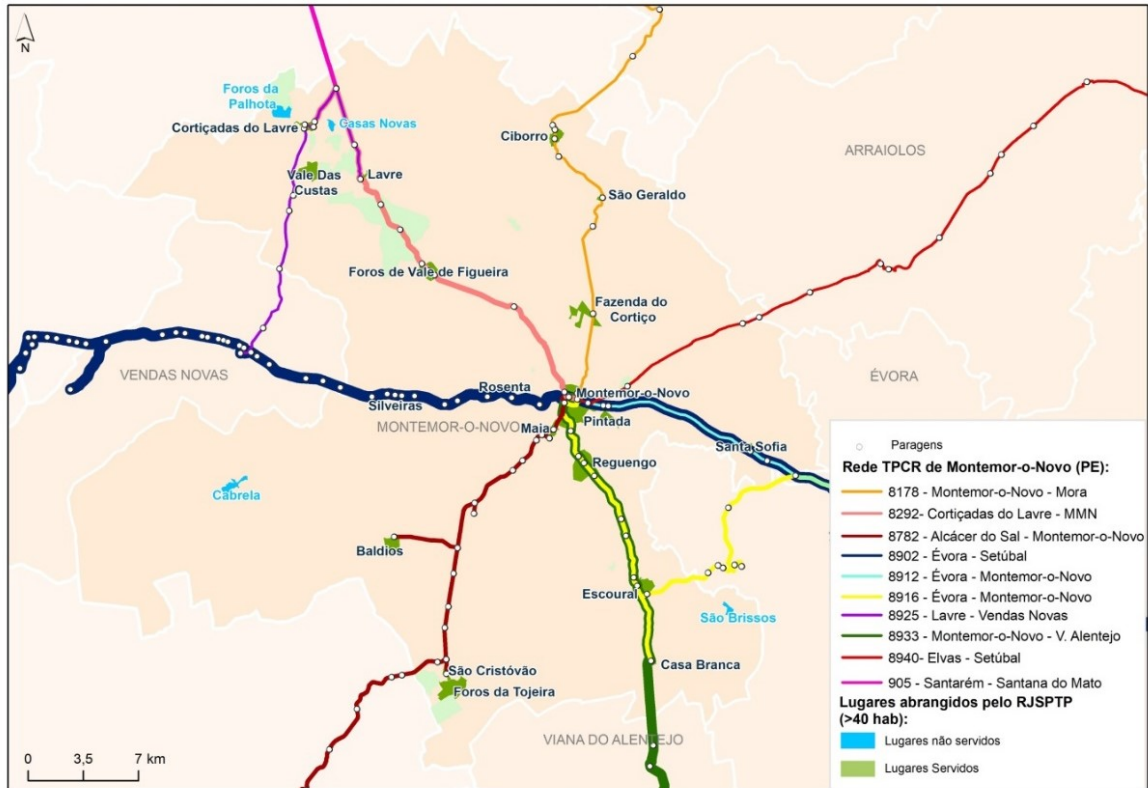 N
Foros da
Palhota
Cortiçadas do Lavre
Casas Novas
Ciborro
ARRAIOLOS
Vale Das
Custas
Lavre
São Geraldo
Foros de Vale de Figueira
Fazenda do
Cortiço
VENDAS NOVAS
ÉVORA
Rosenta
Montemor-o-Novo
Silveiras
Pintada
MONTEMOR-O-NOVO
Maia
Santa Sofia
Reguengo
Cabrela
Baldios
Escoural
São Brissos
Casa Branca
São Cristóvão
Foros da Tojeira
VIANA DO ALENTEJO
0 3,5 7 km
Paragens
Rede TPCR de Montemor-o-Novo (PE):
8178 - Montemor-o-Novo - Mora
8292- Cortiçadas do Lavre - MMN
8782 - Alcácer do Sal - Montemor-o-Novo
8902 - Évora - Setúbal
8912 - Évora - Montemor-o-Novo
8916 - Évora - Montemor-o-Novo
8925 - Lavre - Vendas Novas
8933 - Montemor-o-Novo - V. Alentejo
8940- Elvas - Setúbal
905 - Santarém - Santana do Mato
Lugares abrangidos pelo RJSPTP
(>40 hab):
Lugares não servidos
Lugares Servidos